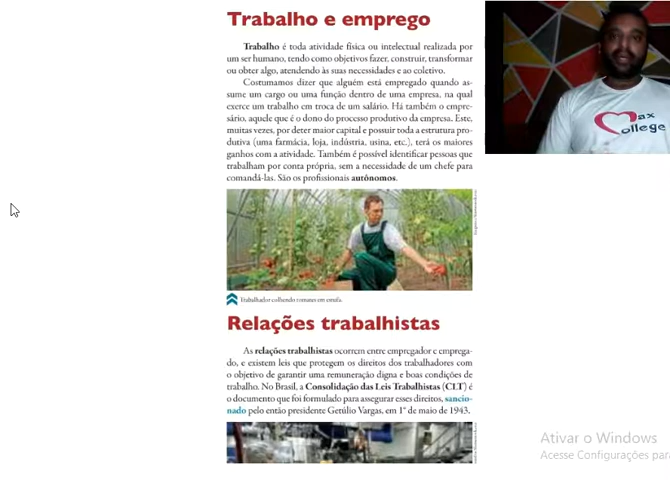 Trabalho e emprego
Trabalho é toda atividade física ou intelectual realizada por
um ser humano, tendo como objetivos fazer, construir, transformar
ou obter algo, atendendo às suas necessidades e ao coletivo.
Costumamos dizer que alguém está empregado quando as-
sume um cargo ou uma função dentro de uma empresa, na qual
exerce um trabalho em troca de um salário. Há também o empre-
sário, aquele que é o dono do processo produtivo da empresa. Este,
muitas vezes, por deter maior capital e possuir toda a estrutura pro-
dutiva (uma farmácia, loja, indústria, usina, etc.), terá os maiores
ganhos com a atividade. Também é possível identificar pessoas que
trabalham por conta própria, sem a necessidade de um chefe para
comandá-las. São os profissionais autônomos.
Trabalhador colhendo tomates em estufa.
Relações trabalhistas
As relações trabalhistas ocorrem entre empregador e emprega-
do, e existem leis que protegem os direitos dos trabalhadores com
o objetivo de garantir uma remuneração digna e boas condições de
trabalho. No Brasil, a Consolidação das Leis Trabalhistas (CLT) é
o documento que foi formulado para assegurar esses direitos, sancio-
nado pelo então presidente Getúlio Vargas, em 1º de maio de 1943.
ax
ollege
Ativar o Windows
Acesse Configurações par